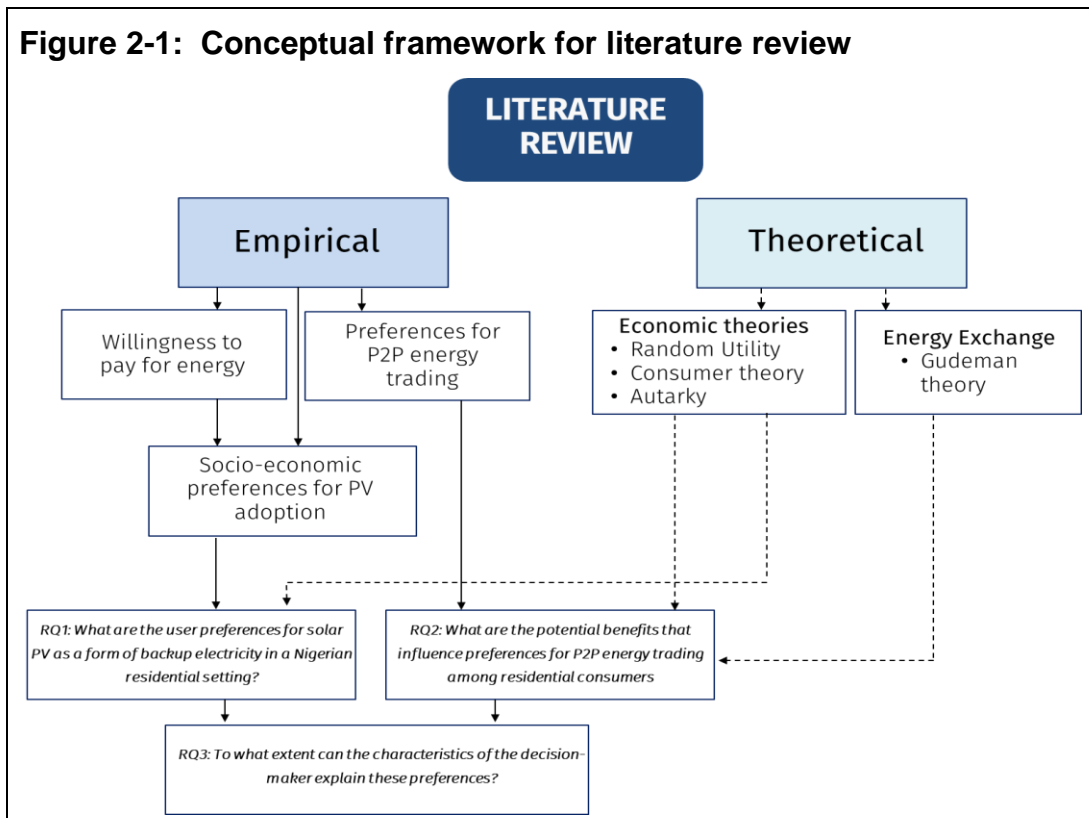 Figure 2-1: Conceptual framework for literature review
LITERATURE
REVIEW
Empirical
Theoretical
Willingness to
pay for energy
Preferences for
P2P energy
trading
Economic theories
• Random Utility
• Consumer theory
• Autarky
Energy Exchange
• Gudeman
theory
Socio-economic
preferences for PV
adoption
RQ1: What are the user preferences for solar
PV as a form of backup electricity in a Nigerian
residential setting?
RQ2: What are the potential benefits that
influence preferences for P2P energy trading
among residential consumers
RQ3: To what extent can the characteristics of the decision-
maker explain these preferences?